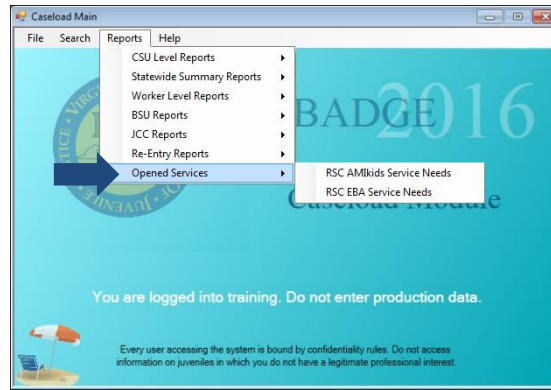 Caseload Main
File Search Reports Help
CSU Level Reports
Statewide Summary Reports
Worker Level Reports
BSU Reports
JCC Reports
Re-Entry Reports
Opened Services
RSC AMIkids Service Needs
RSC EBA Service Needs
BADGE 2016
Caseload Module
You are logged into training. Do not enter production data.
Every user accessing the system is bound by confidentiality rules. Do not access
information on juveniles in which you do not have a legitimate professional interest.